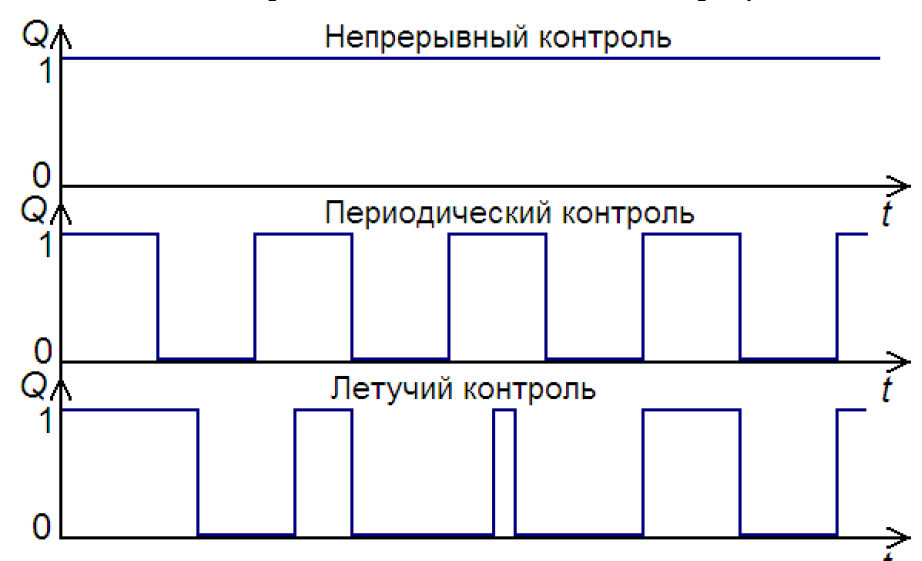 Q
Непрерывный контроль
1
0
t
Q
Периодический контроль
1
0
t
Q
Летучий контроль
1
0
t